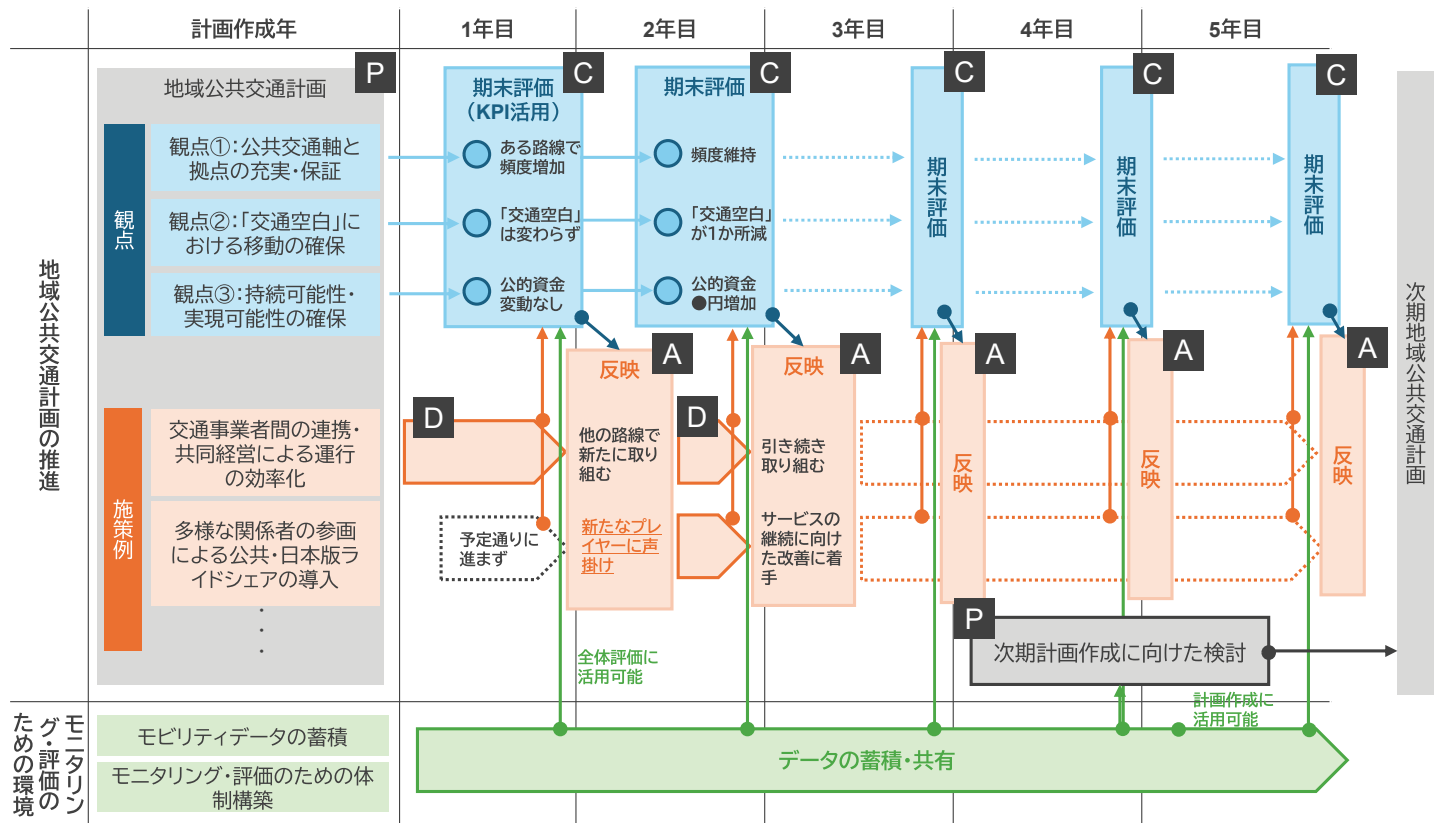 計画作成年
1年目
2年目
3年目
4年目
5年目
地域公共交通計画の推進
地域公共交通計画
P
観点
観点①：公共交通軸と
拠点の充実・保証
観点②：「交通空白」に
おける移動の確保
観点③：持続可能性・
実現可能性の確保
施策例
交通事業者間の連携・
共同経営による運行
の効率化
多様な関係者の参画
による公共・日本版ラ
イドシェアの導入
・
・
・
期末評価
（KPI活用）
C
ある路線で
頻度増加
「交通空白」
は変わらず
公的資金
変動なし
期末評価
C
頻度維持
「交通空白」
が1か所減
公的資金
●円増加
期末評価
C
期末評価
C
期末評価
C
D
予定通りに
進まず
反映
A
他の路線で
新たに取り
組む
新たなプレ
イヤーに声
掛け
D
反映
A
引き続き
取り組む
サービスの
継続に向け
た改善に着
手
反映
A
反映
A
反映
A
P
次期計画作成に向けた検討
次期地域公共交通計画
全体評価に
活用可能
計画作成に
活用可能
モニタリン
グ・評価の
ための環境
モビリティデータの蓄積
モニタリング・評価のための体
制構築
データの蓄積・共有